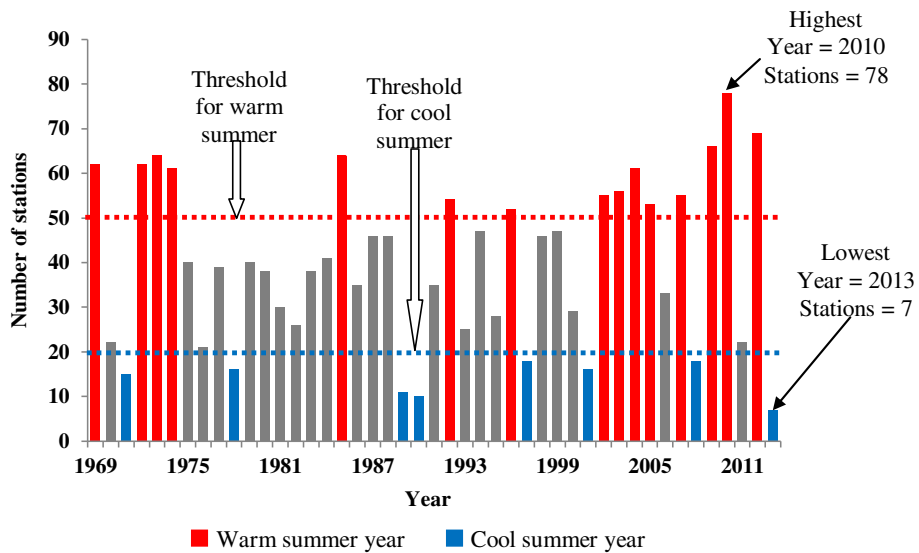 Highest
Year = 2010
Stations = 78
Threshold
for warm
summer
Threshold
for cool
summer
Lowest
Year = 2013
Stations = 7
Number of stations
90
80
70
60
50
40
30
20
10
0
1969 1975 1981 1987 1993 1999 2005 2011
Year
Warm summer year Cool summer year